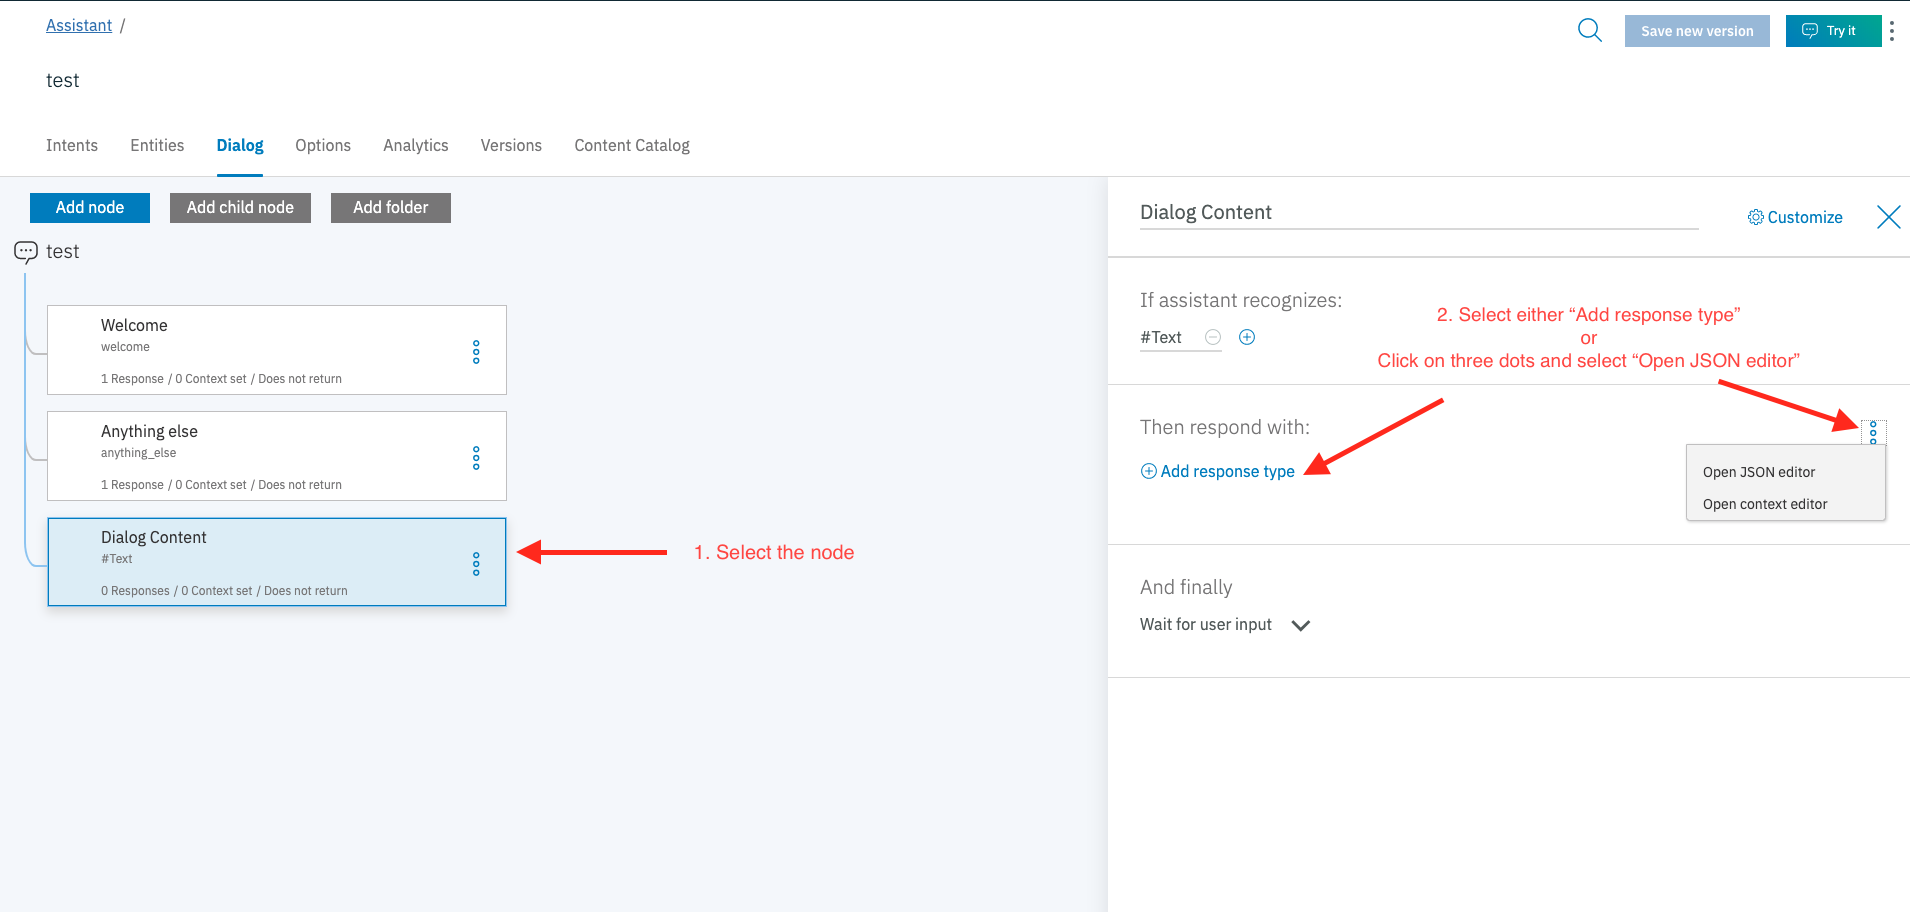 Assistant /
Save new version
Try it
test
Intents Entities Dialog Options Analytics Versions Content Catalog
Add node Add child node Add folder
test
Welcome
welcome
1 Response / 0 Context set / Does not return
Anything else
anything_else
1 Response / 0 Context set / Does not return
Dialog Content
#Text
0 Responses / 0 Context set / Does not return
1. Select the node
Dialog Content
Customize
If assistant recognizes:
#Text
2. Select either “Add response type”
or
Click on three dots and select “Open JSON editor”
Then respond with:
Add response type
Open JSON editor
Open context editor
And finally
Wait for user input